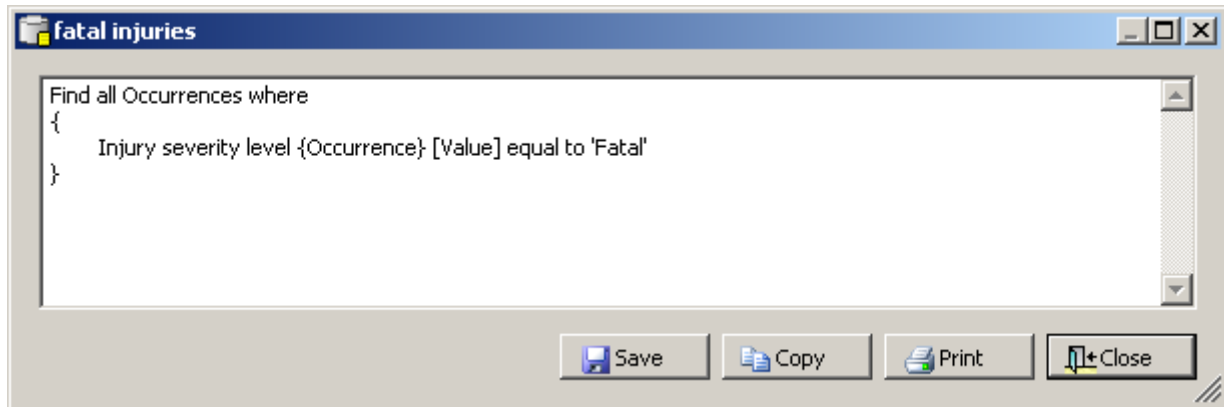 fatal injuries
Find all Occurrences where
{
Injury severity level {Occurrence} [Value] equal to 'Fatal'
}
Save
Copy
Print
Close